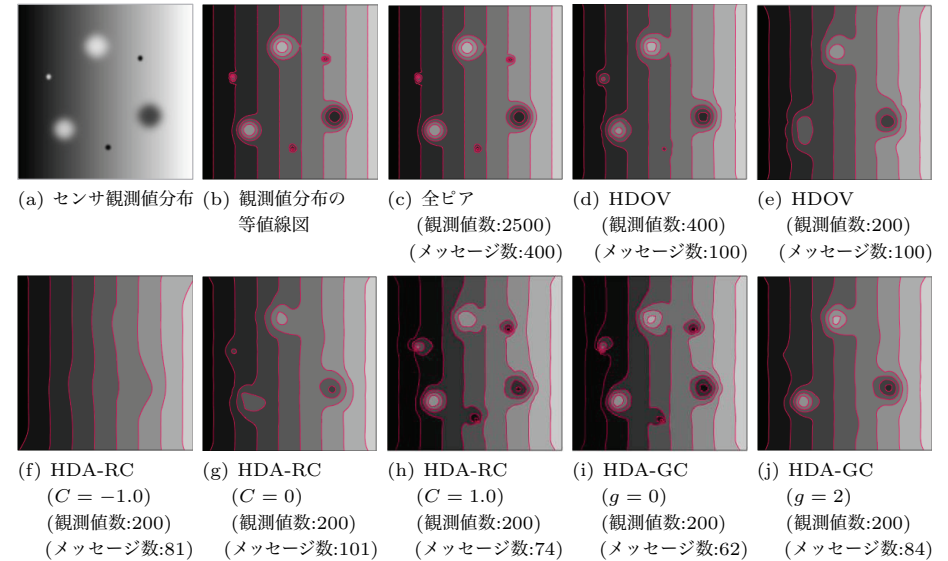 (a) センサ観測値分布
(b) 観測値分布の
等値線図
(c) 全ピア
(観測値数:2500)
(メッセージ数:400)
(d) HDOV
(観測値数:400)
(メッセージ数:100)
(e) HDOV
(観測値数:200)
(メッセージ数:100)
(f) HDA-RC
(C = −1.0)
(観測値数:200)
(メッセージ数:81)
(g) HDA-RC
(C = 0)
(観測値数:200)
(メッセージ数:101)
(h) HDA-RC
(C = 1.0)
(観測値数:200)
(メッセージ数:74)
(i) HDA-GC
(g = 0)
(観測値数:200)
(メッセージ数:62)
(j) HDA-GC
(g = 2)
(観測値数:200)
(メッセージ数:84)